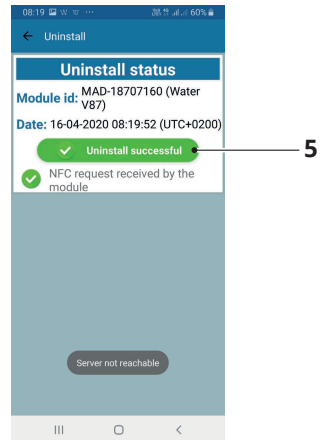 08:19 60%
Uninstall
Uninstall status
Module id: MAD-18707160 (Water
V87)
Date: 16-04-2020 08:19:52 (UTC+0200)
Uninstall successful
5
NFC request received by the
module
Server not reachable